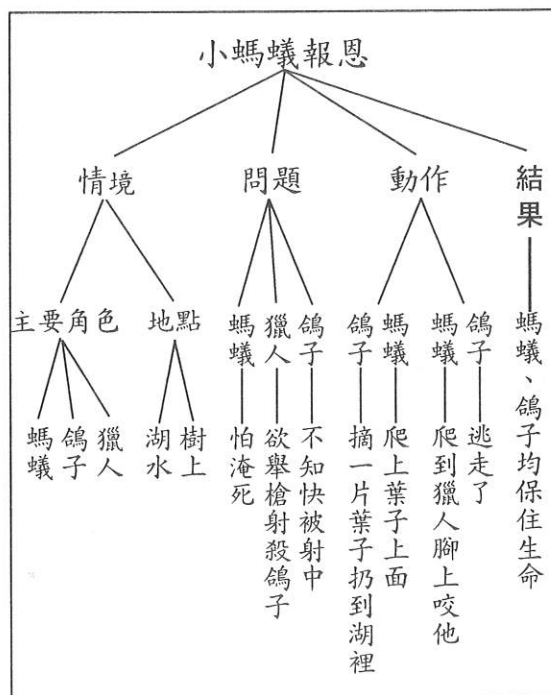 小螞蟻報恩
情境
問題
動作
結果
主要角色
地點
螞蟻
獵人
鴿子
鴿子
螞蟻
螞蟻
鴿子
螞蟻、鴿子均保住生命
螞蟻
鴿子
獵人
湖水
樹上
怕淹死
欲舉槍射殺鴿子
不知快被射中
摘一片葉子扔到湖裡
爬上葉子上面
爬到獵人腳上咬他
逃走了